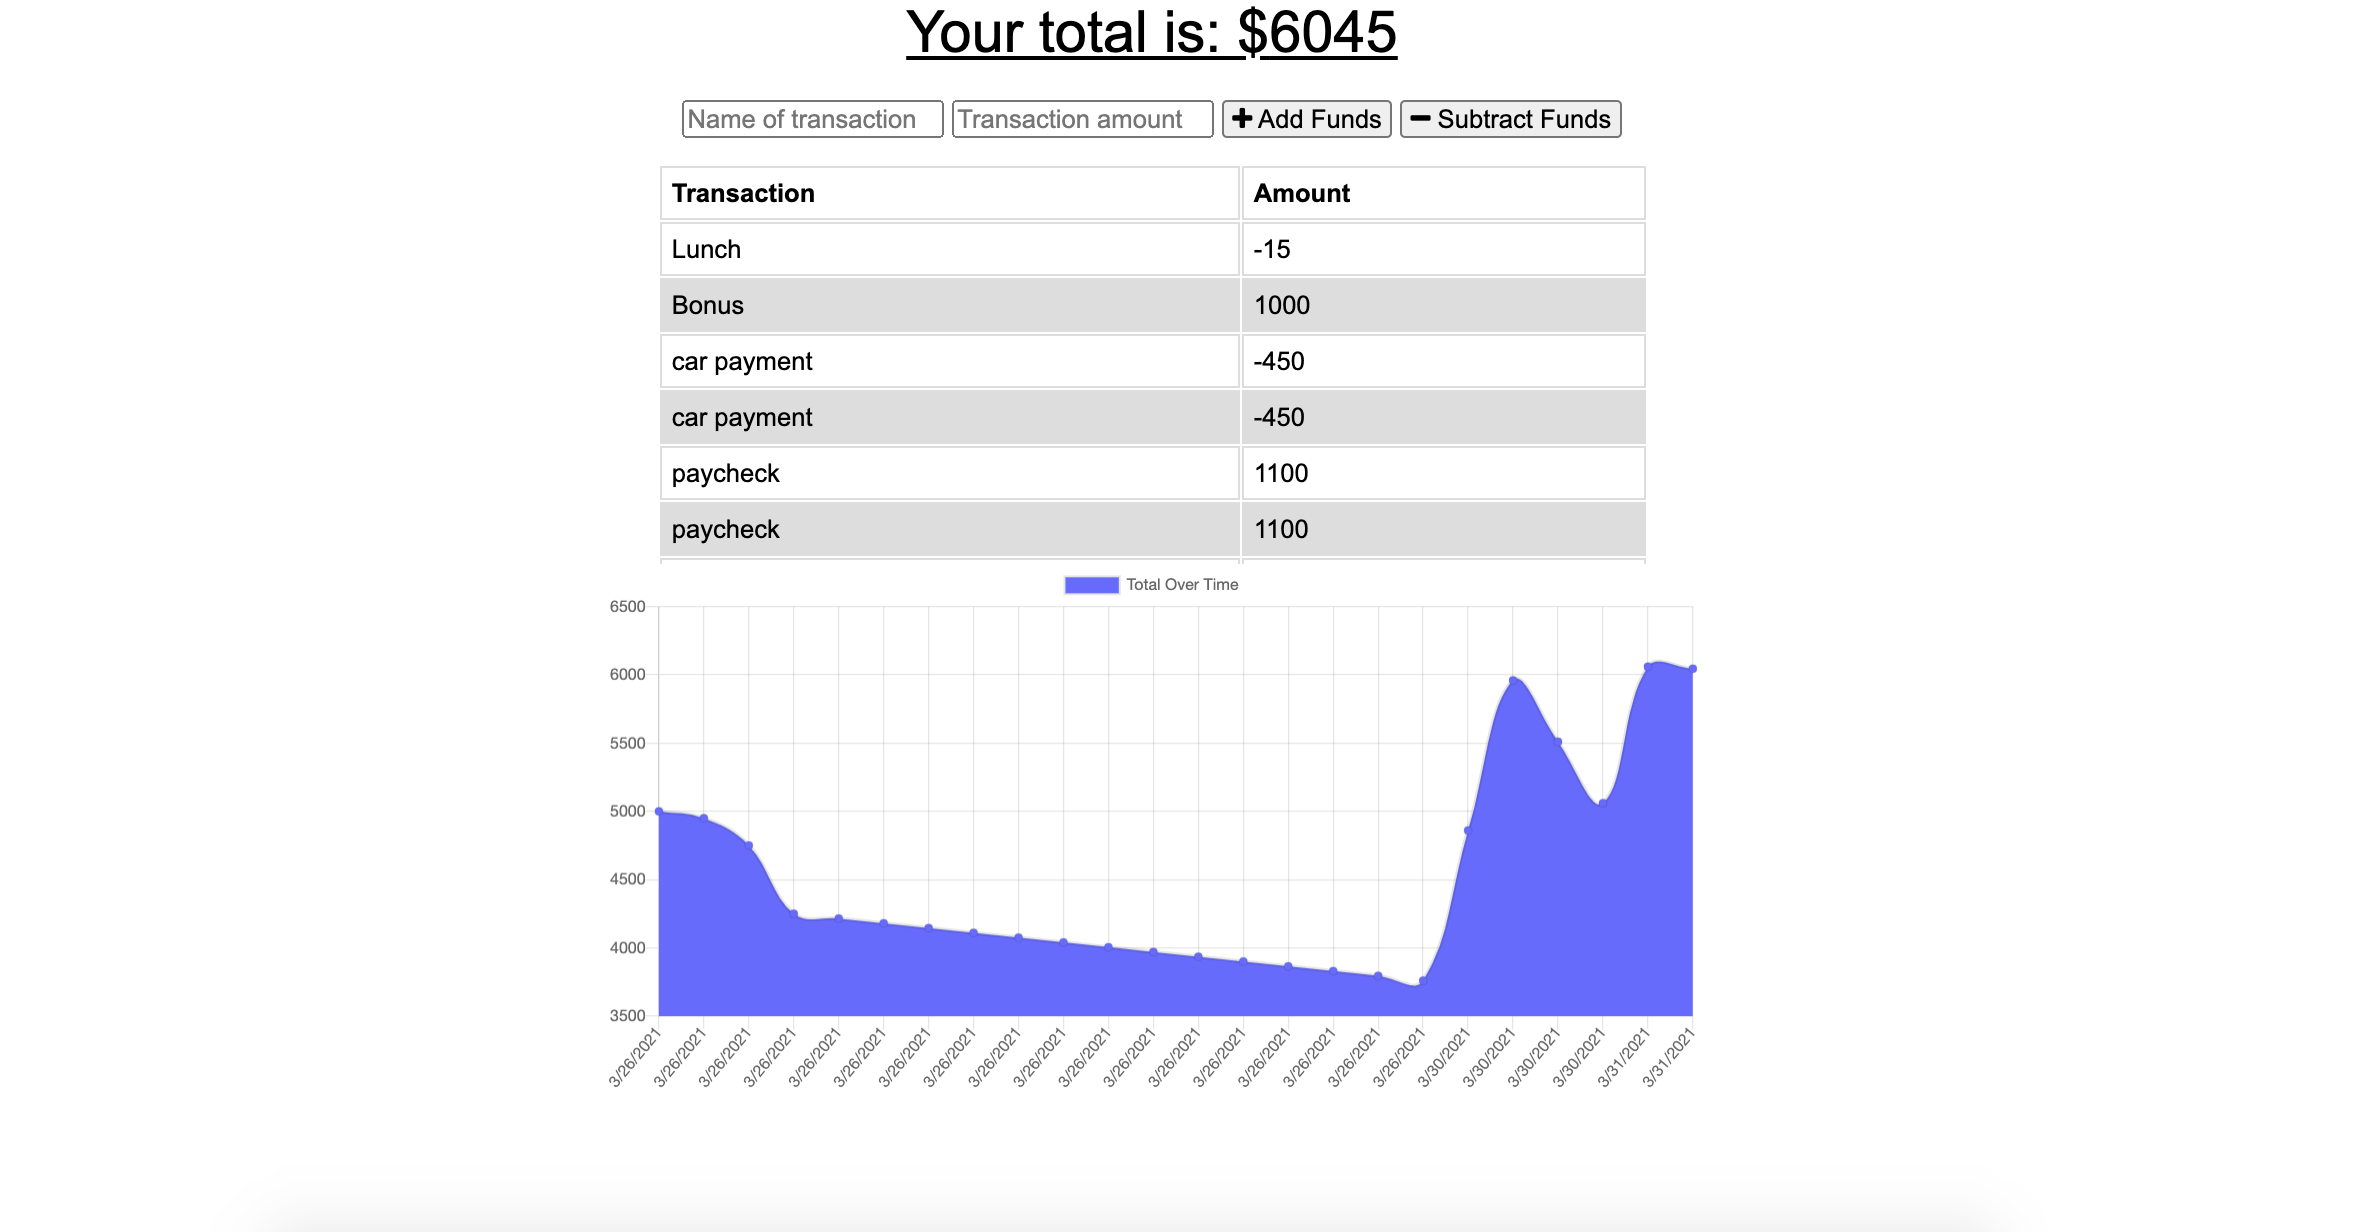 Your total is: $6045
Name of transaction Transaction amount Add Funds Subtract Funds
Transaction Amount
Lunch -15
Bonus 1000
car payment -450
car payment -450
paycheck 1100
paycheck 1100
Total Over Time
6500
6000
5500
5000
4500
4000
3500
3/26/2021 3/26/2021 3/26/2021 3/26/2021 3/26/2021 3/26/2021 3/26/2021 3/26/2021 3/26/2021 3/26/2021 3/26/2021 3/26/2021 3/26/2021 3/26/2021 3/26/2021 3/26/2021 3/26/2021 3/26/2021 3/30/2021 3/30/2021 3/30/2021 3/30/2021 3/31/2021 3/31/2021